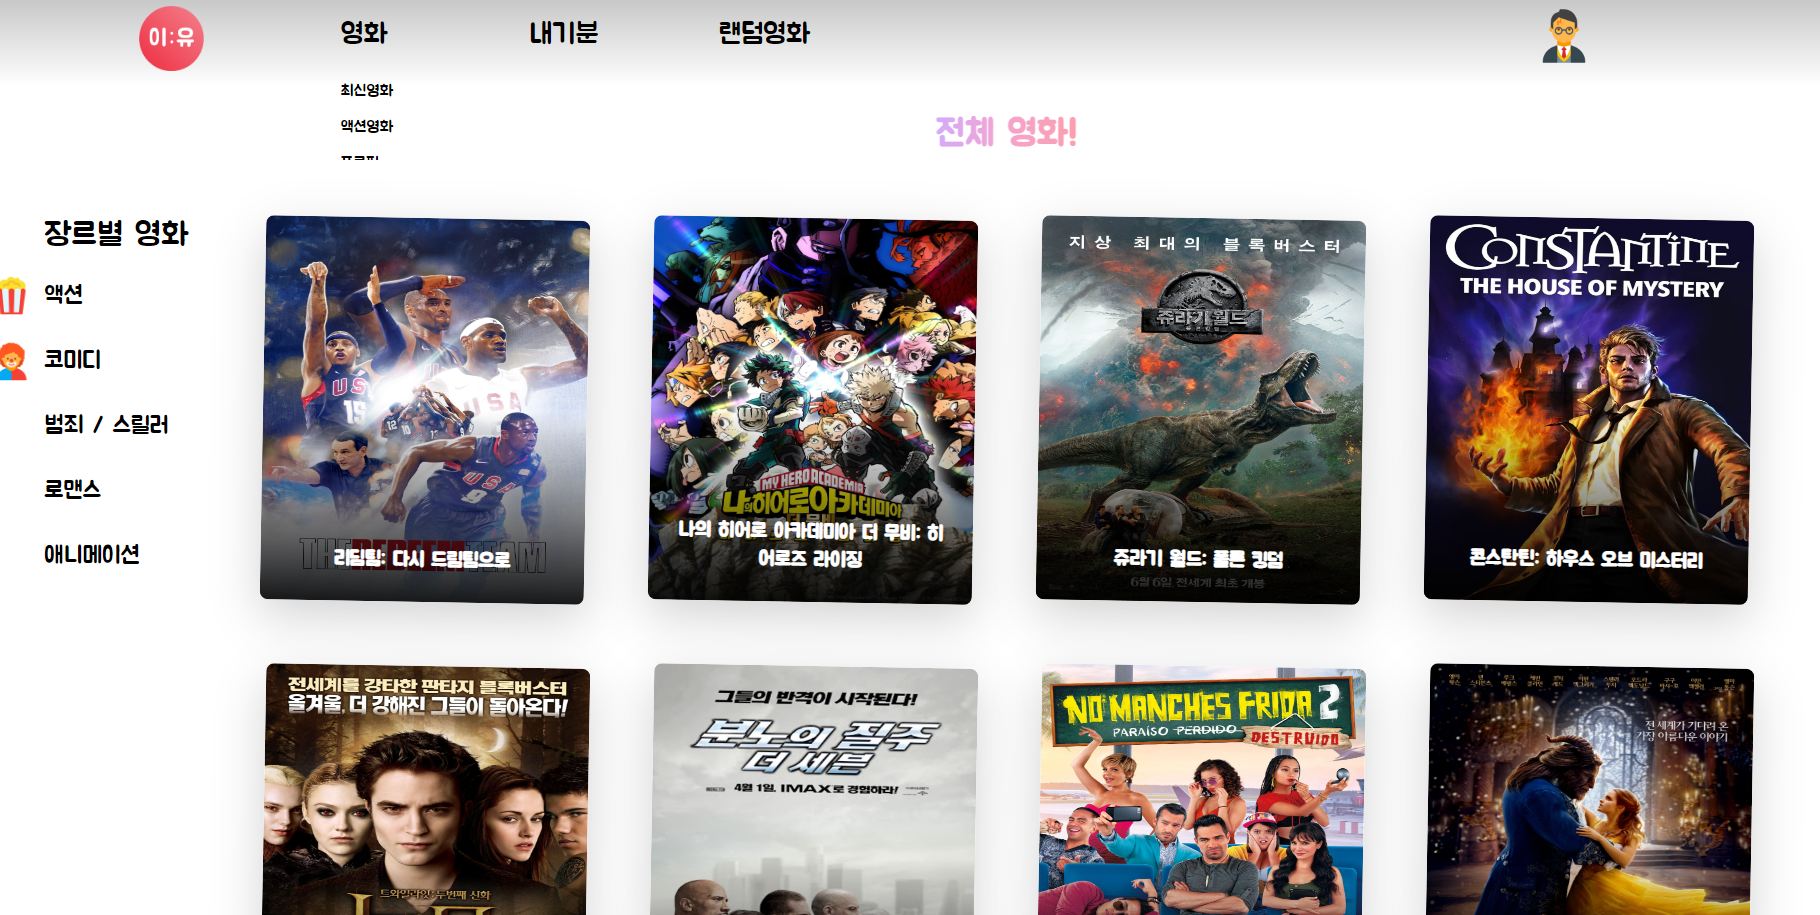 이:유
영화
내기분
랜덤영화
최신영화
액션영화
전체 영화!
장르별 영화
액션
코미디
범죄 / 스릴러
로맨스
애니메이션
USA
USA
USA
9
THE REDEEM TEAM
리딤팀: 다시 드림팀으로
MY HERO ACADEMIA
나의 히어로 아카데미아
더 무비
나의 히어로 아카데미아 더 무비: 히
어로즈 라이징
지상 최대의 블록버스터
쥬라기 월드
쥬라기 월드: 폴른 킹덤
6월 6일, 전세계 최초 개봉
CONSTANTINE
THE HOUSE OF MYSTERY
콘스탄틴: 하우스 오브 미스터리
전세계를 강타한 판타지 블록버스터
올겨울, 더 강해진 그들이 돌아온다!
트와일라잇 두번째 신화
그들의 반격이 시작된다!
분노의 질주
더 세븐
4월 1일, IMAX로 경험하라!
NO MANCHES FRIDA 2
PARAÍSO PERDIDO
DESTRUIDO
전 세계가 기다려 온
가장 아름다운 이야기